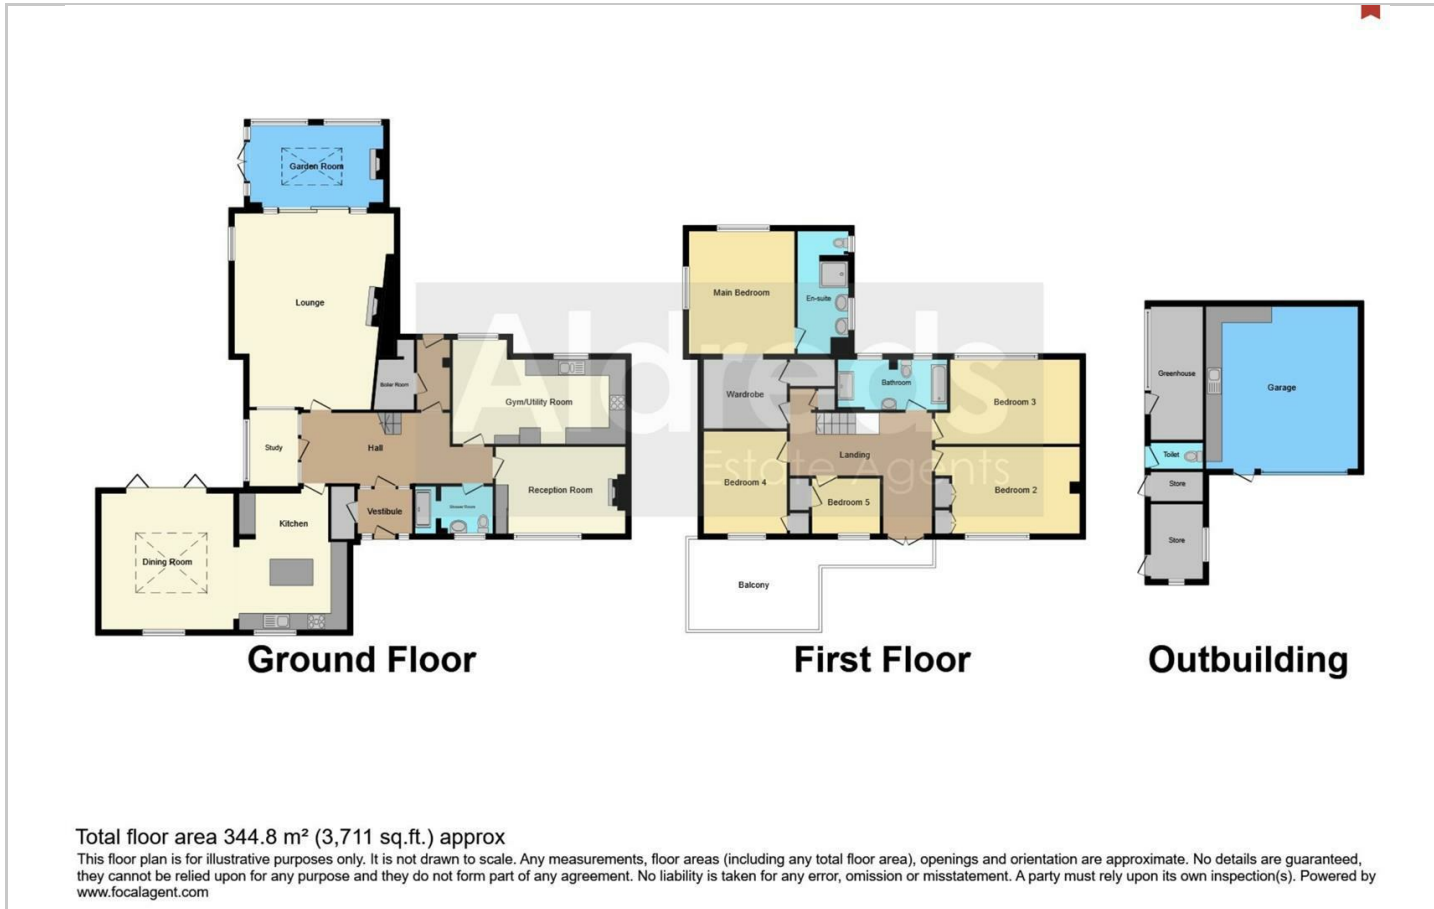 Garden Room
Lounge
Boiler Room
Gym/Utility Room
Study
Hall
Reception Room
Kitchen
Vestibule
Shower Room
Dining Room
Ground Floor
Main Bedroom
En-suite
Wardrobe
Bathroom
Bedroom 3
Landing
Bedroom 4
Bedroom 5
Bedroom 2
Balcony
First Floor
Aldreds
Estate Agents
Greenhouse
Garage
Toilet
Store
Store
Outbuilding
Total floor area 344.8 m² (3,711 sq.ft.) approx
This floor plan is for illustrative purposes only. It is not drawn to scale. Any measurements, floor areas (including any total floor area), openings and orientation are approximate. No details are guaranteed,
they cannot be relied upon for any purpose and they do not form part of any agreement. No liability is taken for any error, omission or misstatement. A party must rely upon its own inspection(s). Powered by
www.focalagent.com